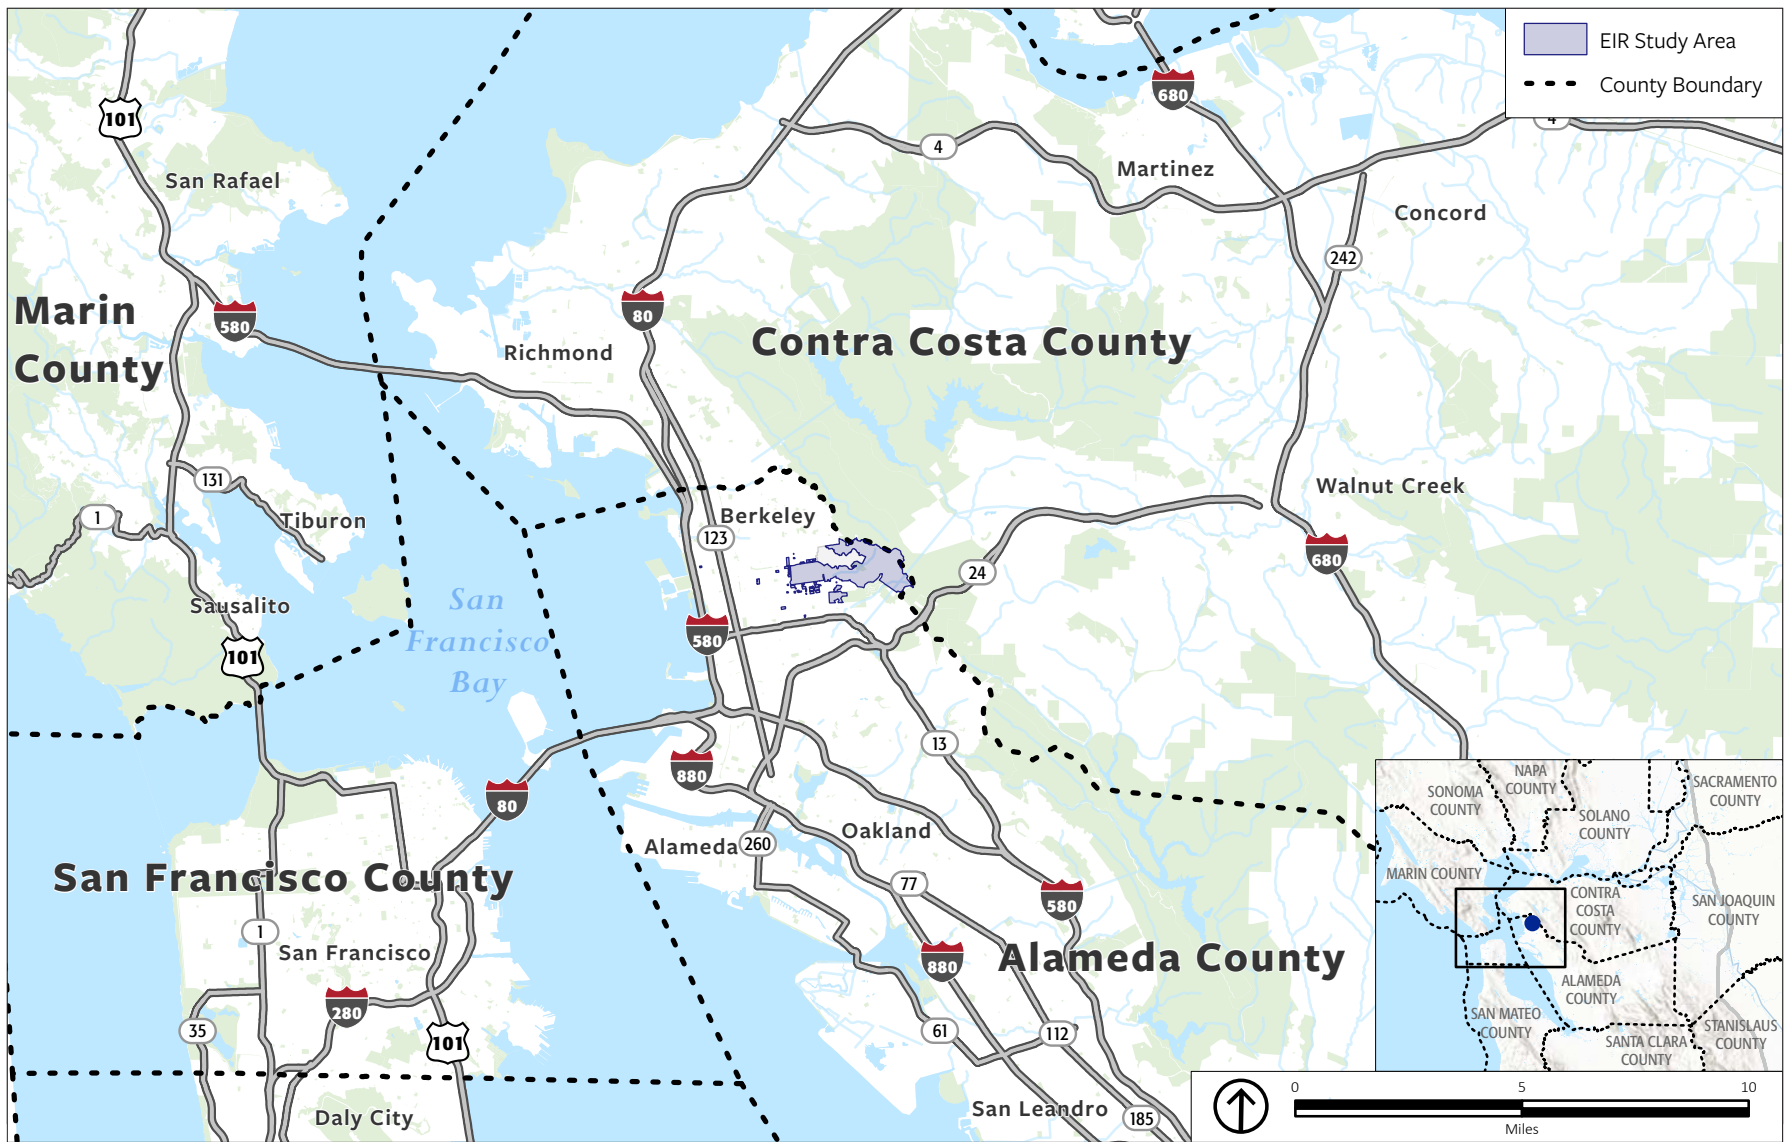 EIR Study Area
County Boundary
680
101
4
4
Martinez
San Rafael
Concord
242
Marin
County
580
80
Richmond
Contra Costa County
131
1
Tiburon
Walnut Creek
Berkeley
123
680
24
San
Francisco
Bay
Sausalito
101
580
13
880
80
Alameda
260
Oakland
77
580
San Francisco County
1
San Francisco
880
Alameda County
280
35
101
61
112
Daly City
San Leandro
185
NAPA
COUNTY
SONOMA
COUNTY
SACRAMENTO
COUNTY
SOLANO
COUNTY
MARIN COUNTY
CONTRA
COSTA
COUNTY
SAN JOAQUIN
COUNTY
ALAMEDA
COUNTY
SAN MATEO
COUNTY
SANTA CLARA
COUNTY
STANISLAUS
COUNTY
0 5 10
Miles